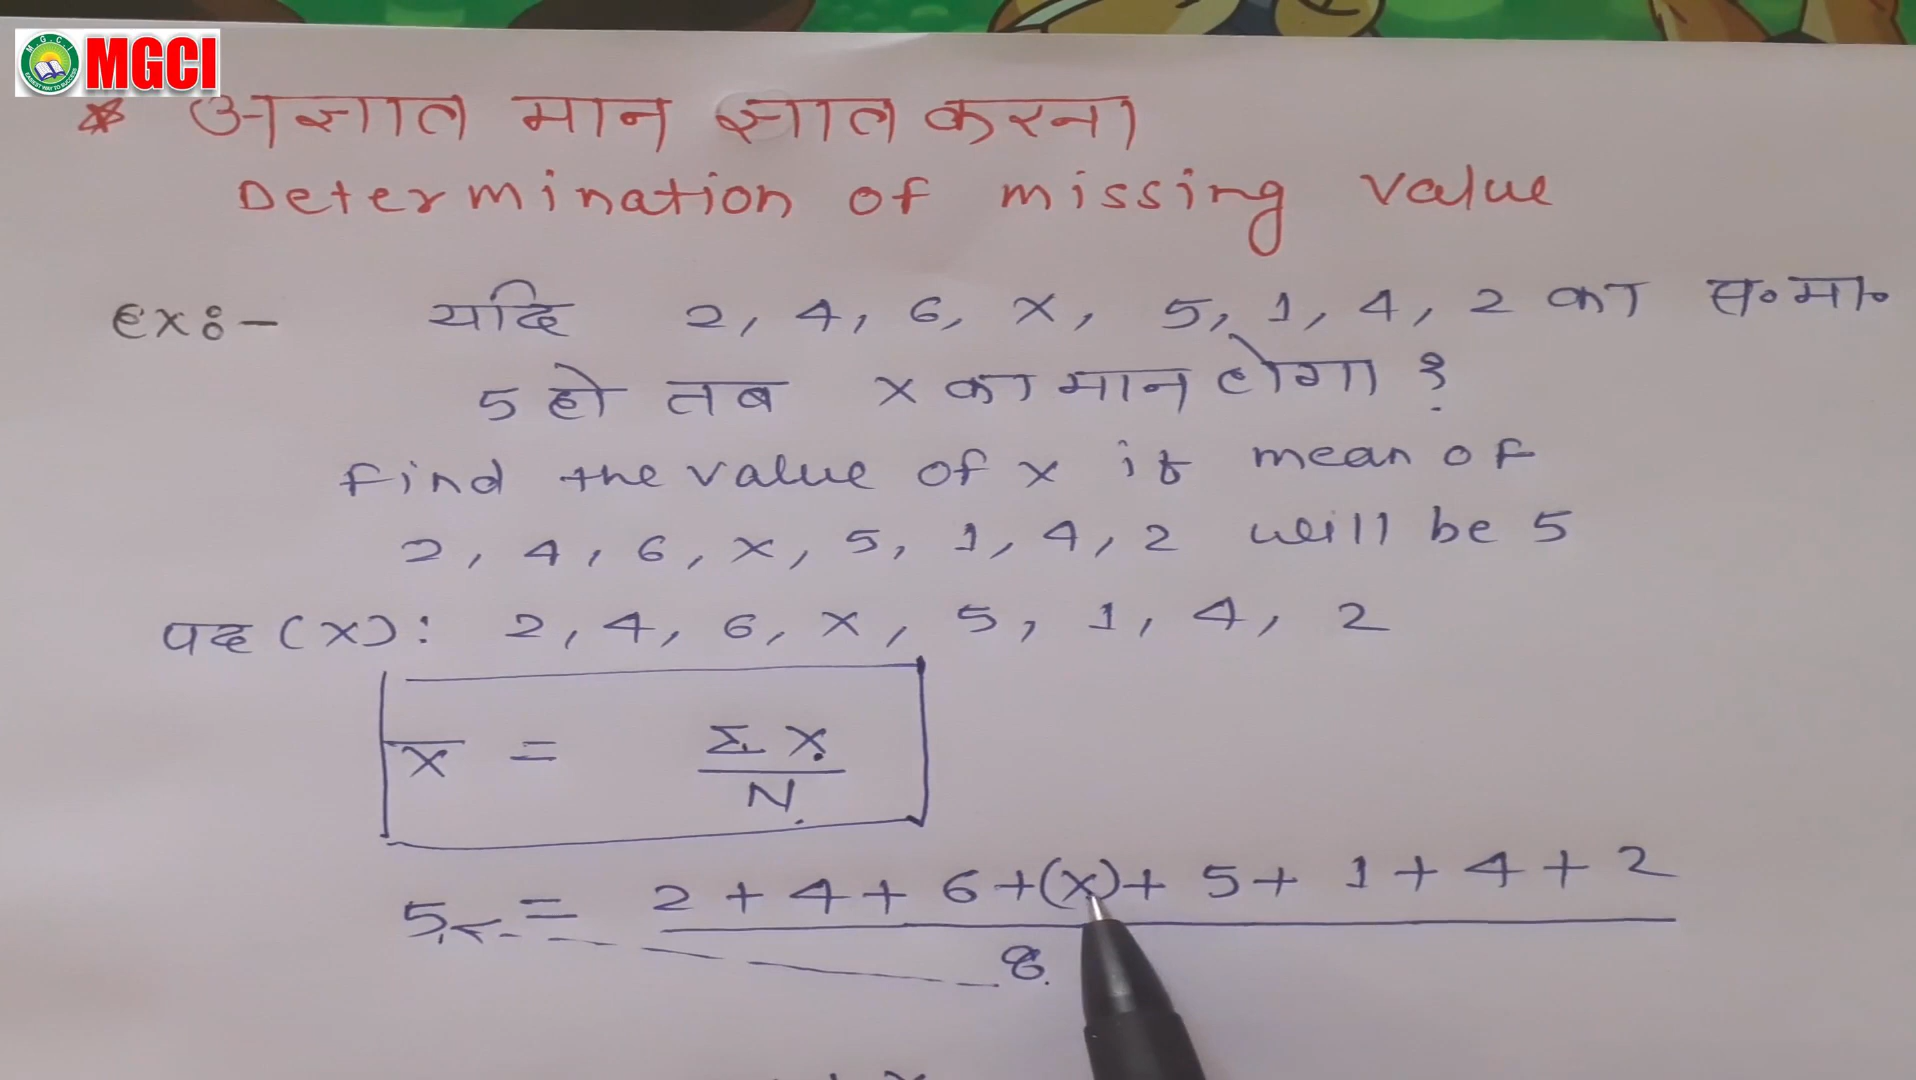 MGCI
* अज्ञात मान ज्ञात करना
Determination of missing value
ex:- यदि 2, 4, 6, x, 5, 1, 4, 2 का स॰मा॰
5 हो तब x का मान होगा ?
Find the value of x if mean of
2, 4, 6, x, 5, 1, 4, 2 will be 5
पद (x): 2, 4, 6, x, 5, 1, 4, 2
x̄ = Σx
N
5 = 2 + 4 + 6 + (x) + 5 + 1 + 4 + 2
8